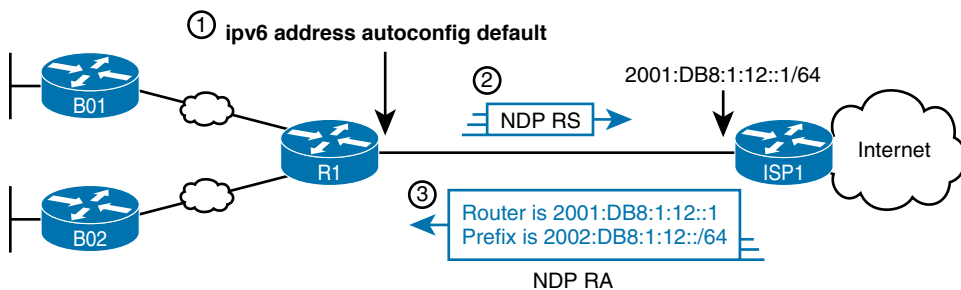 1 ipv6 address autoconfig default
2
2001:DB8:1:12::1/64
NDP RS
B01
R1
ISP1
Internet
B02
3
Router is 2001:DB8:1:12::1
Prefix is 2002:DB8:1:12::/64
NDP RA